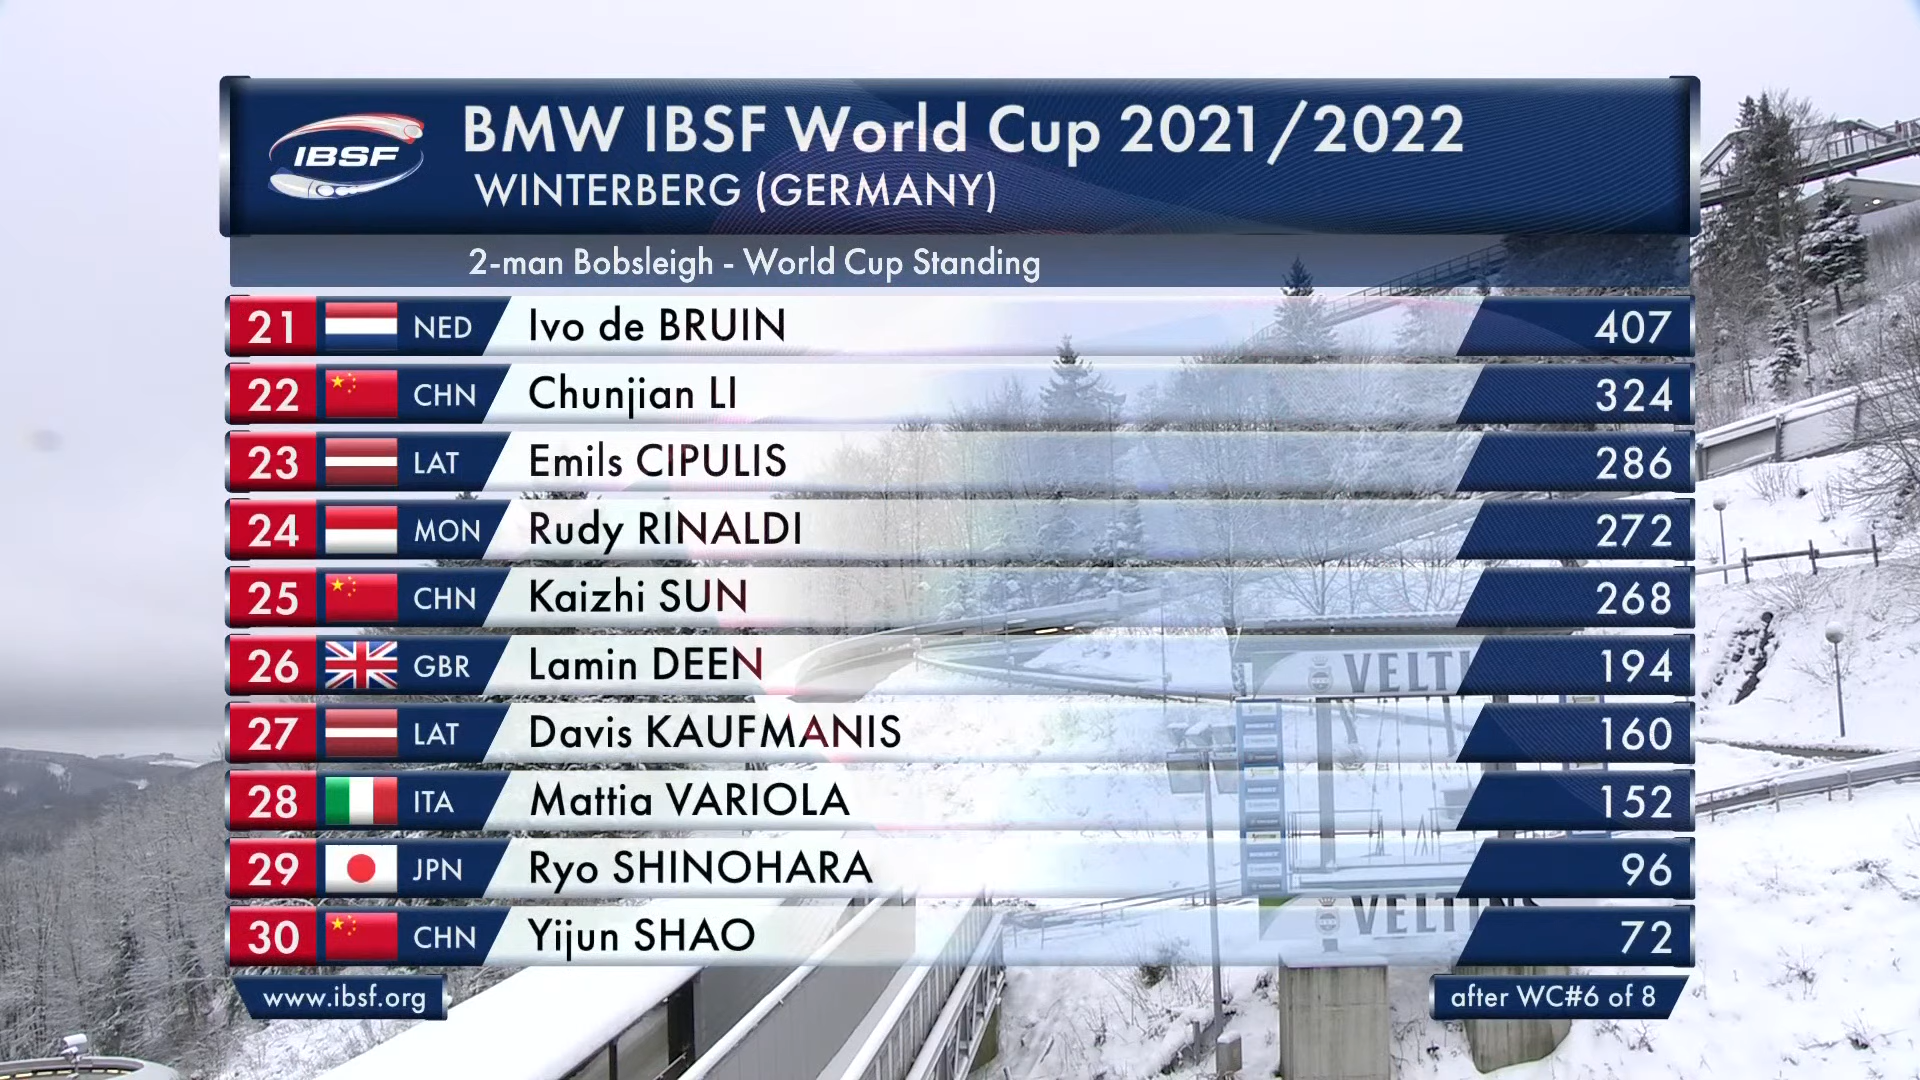 IBSF
BMW IBSF World Cup 2021/2022
WINTERBERG (GERMANY)
2-man Bobsleigh - World Cup Standing
21 NED Ivo de BRUIN 407
22 CHN Chunjian LI 324
23 LAT Emils CIPULIS 286
24 MON Rudy RINALDI 272
25 CHN Kaizhi SUN 268
26 GBR Lamin DEEN 194
27 LAT Davis KAUFMANIS 160
28 ITA Mattia VARIOLA 152
29 JPN Ryo SHINOHARA 96
30 CHN Yijun SHAO 72
www.ibsf.org
after WC#6 of 8